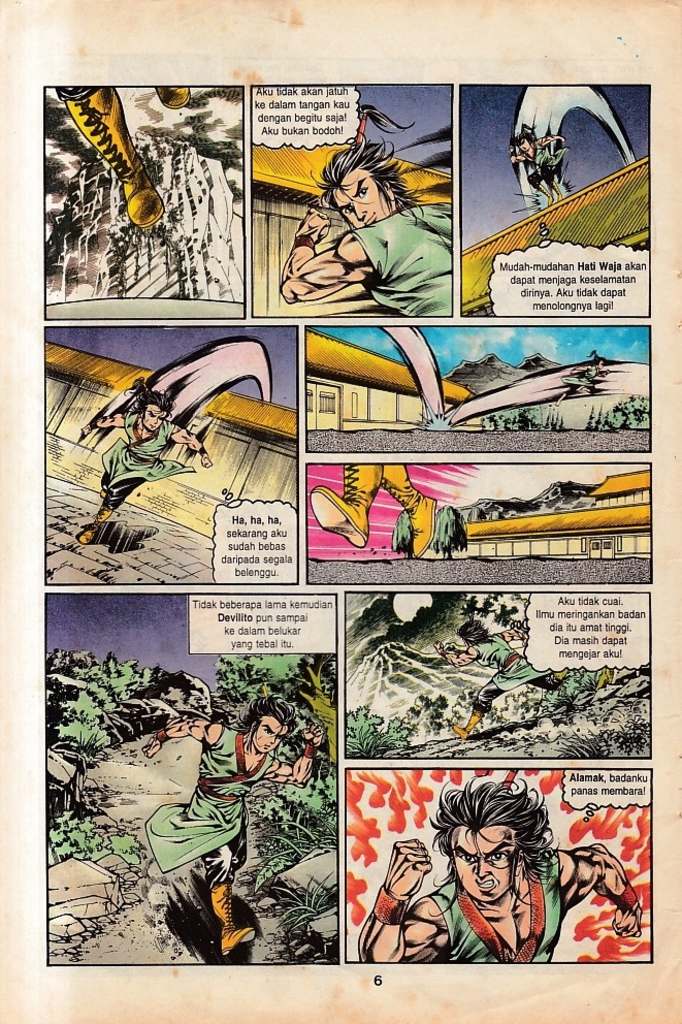 Aku tidak akan jatuh
ke dalam tangan kau
dengan begitu saja!
Aku bukan bodoh!
Mudah-mudahan Hati Waja akan
dapat menjaga keselamatan
dirinya. Aku tidak dapat
menolongnya lagi!
Ha, ha, ha,
sekarang aku
sudah bebas
daripada segala
belenggu.
Tidak beberapa lama kemudian
Devilito pun sampai
ke dalam belukar
yang tebal itu.
Aku tidak cuai.
Ilmu meringankan badan
dia itu amat tinggi.
Dia masih dapat
mengejar aku!
Alamak, badanku
panas membara!
6